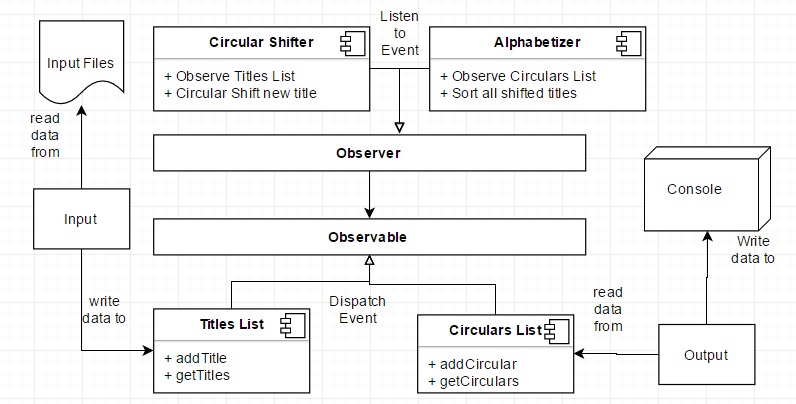 Listen
to
Event
Circular Shifter
+ Observe Titles List
+ Circular Shift new title
Alphabetizer
+ Observe Circulars List
+ Sort all shifted titles
Input Files
read
data
from
Observer
Input
Observable
Console
Write
data to
write
data to
Dispatch
Event
Titles List
+ addTitle
+ getTitles
Circulars List
+ addCircular
+ getCirculars
read
data
from
Output